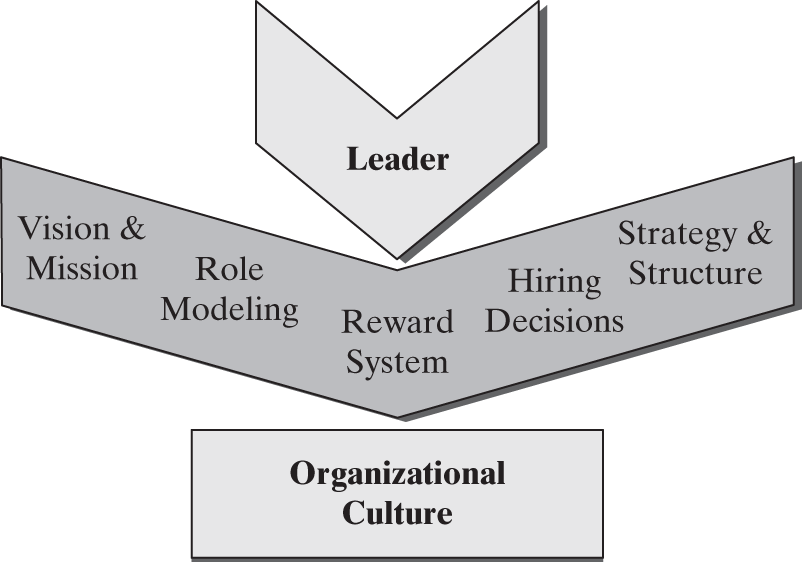 Leader
Vision &
Mission
Role
Modeling
Reward
System
Hiring
Decisions
Strategy &
Structure
Organizational
Culture